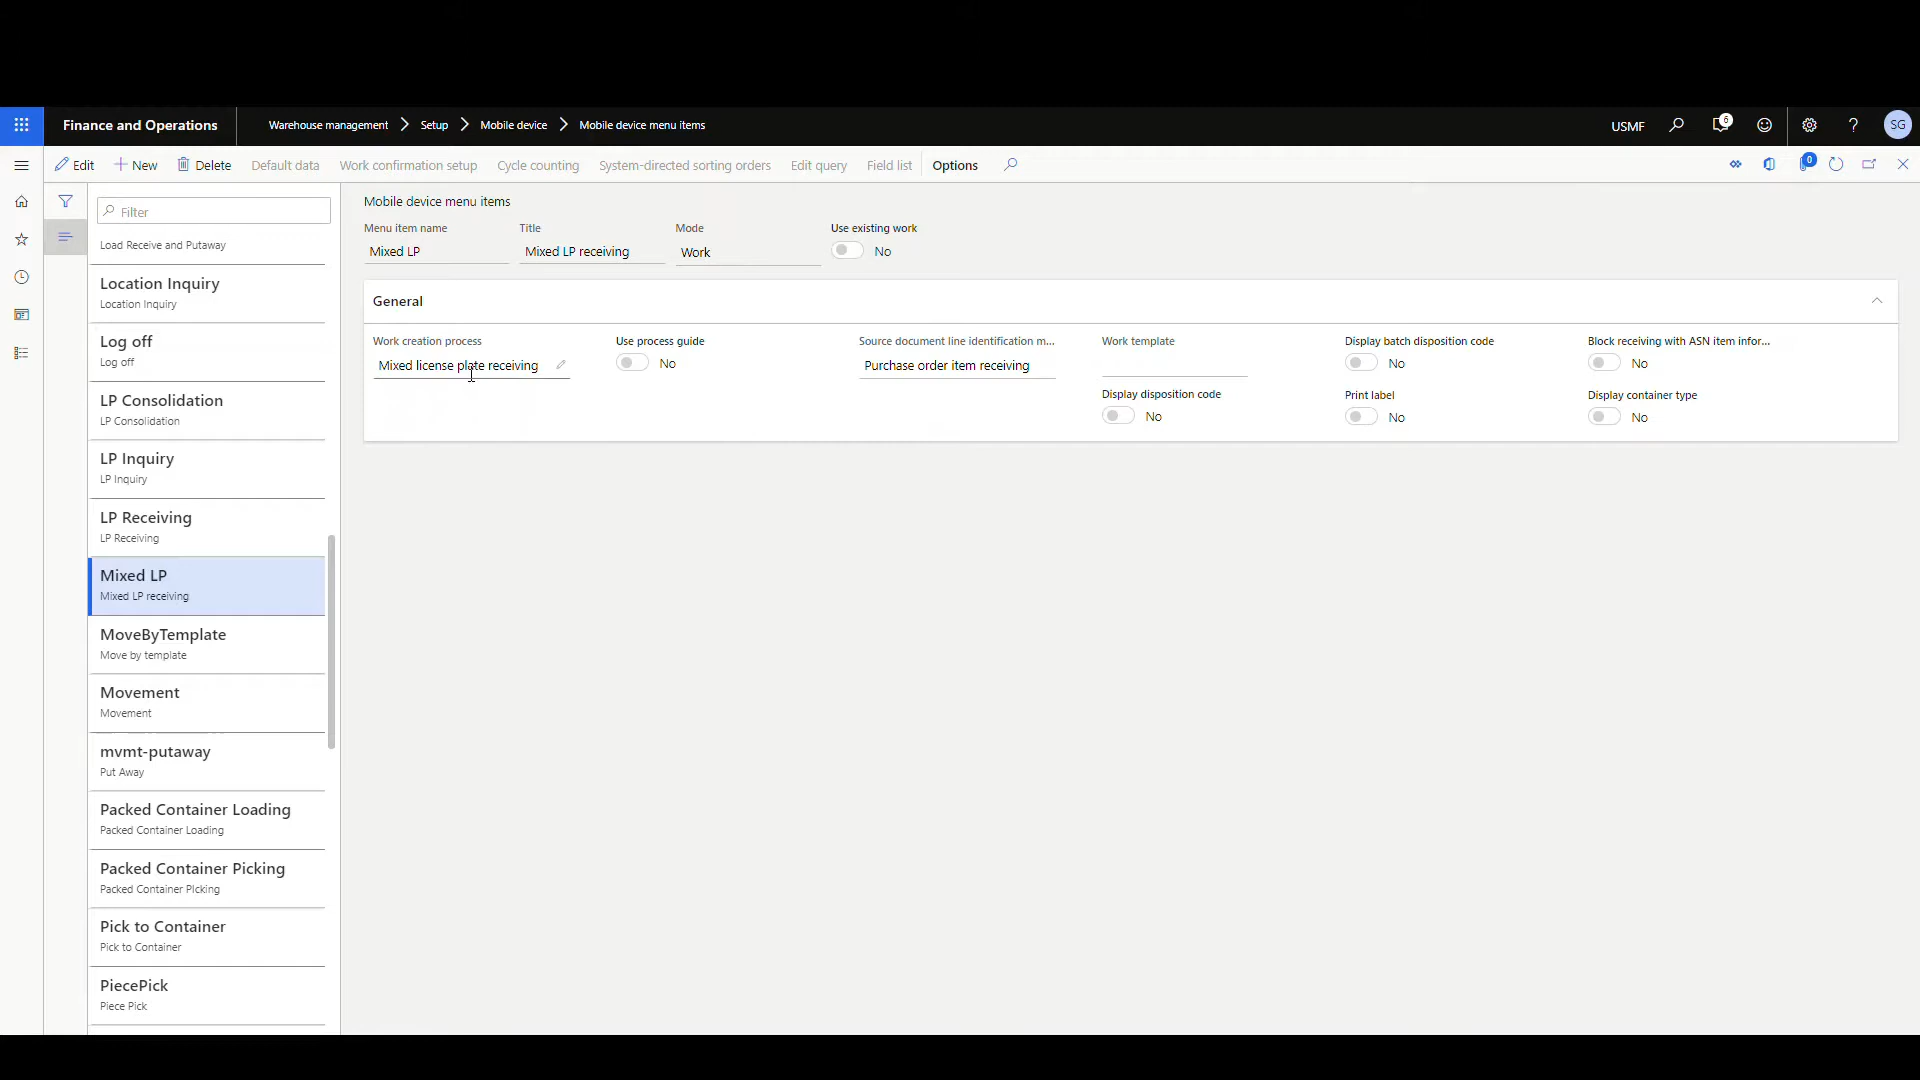 Finance and Operations
Warehouse management
Setup
Mobile device
Mobile device menu items
USMF
6
?
SG
Edit
New
Delete
Default data
Work confirmation setup
Cycle counting
System-directed sorting orders
Edit query
Field list
Options
0
Filter
Load Receive and Putaway
Location Inquiry
Location Inquiry
Log off
Log off
LP Consolidation
LP Consolidation
LP Inquiry
LP Inquiry
LP Receiving
LP Receiving
Mixed LP
Mixed LP receiving
MoveByTemplate
Move by template
Movement
Movement
mvmt-putaway
Put Away
Packed Container Loading
Packed Container Loading
Packed Container Picking
Packed Container Picking
Pick to Container
Pick to Container
PiecePick
Piece Pick
Mobile device menu items
Menu item name
Mixed LP
Title
Mixed LP receiving
Mode
Work
Use existing work
No
General
Work creation process
Mixed license plate receiving
Use process guide
No
Source document line identification m...
Purchase order item receiving
Work template
Display disposition code
No
Display batch disposition code
No
Print label
No
Block receiving with ASN item infor...
No
Display container type
No